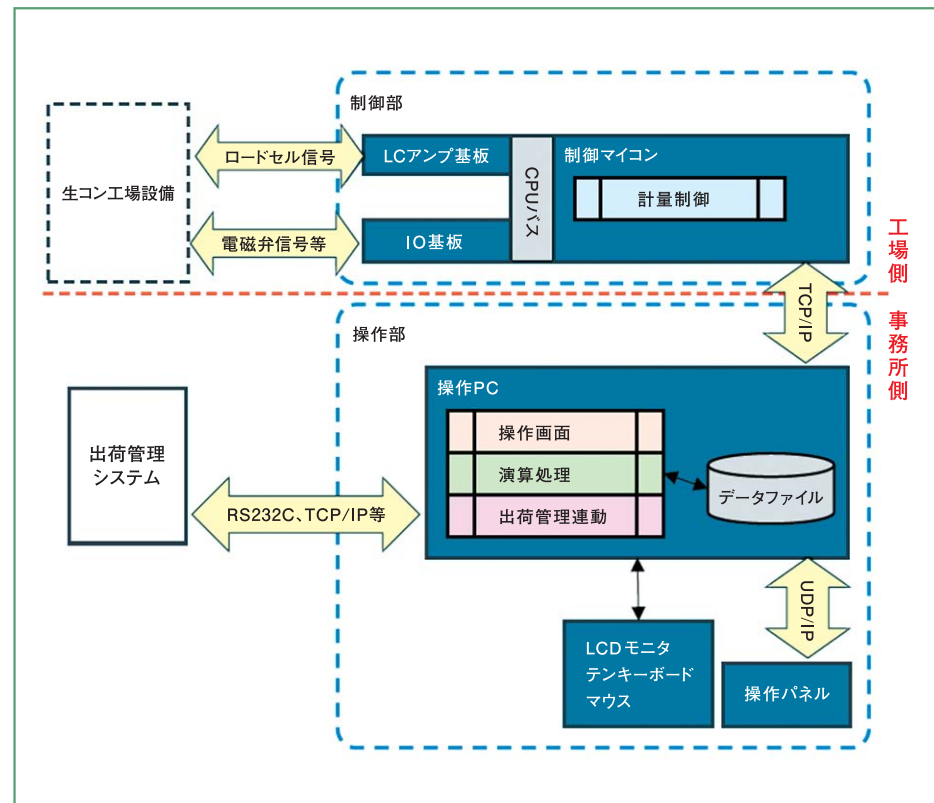 制御部
生コン工場設備
ロードセル信号
電磁弁信号等
LCアンプ基板
IO基板
CPUバス
制御マイコン
計量制御
工場側
TCP/IP
事務所側
操作部
出荷管理
システム
RS232C、TCP/IP等
操作PC
操作画面
演算処理
出荷管理連動
データファイル
UDP/IP
LCDモニタ
テンキーボード
マウス
操作パネル